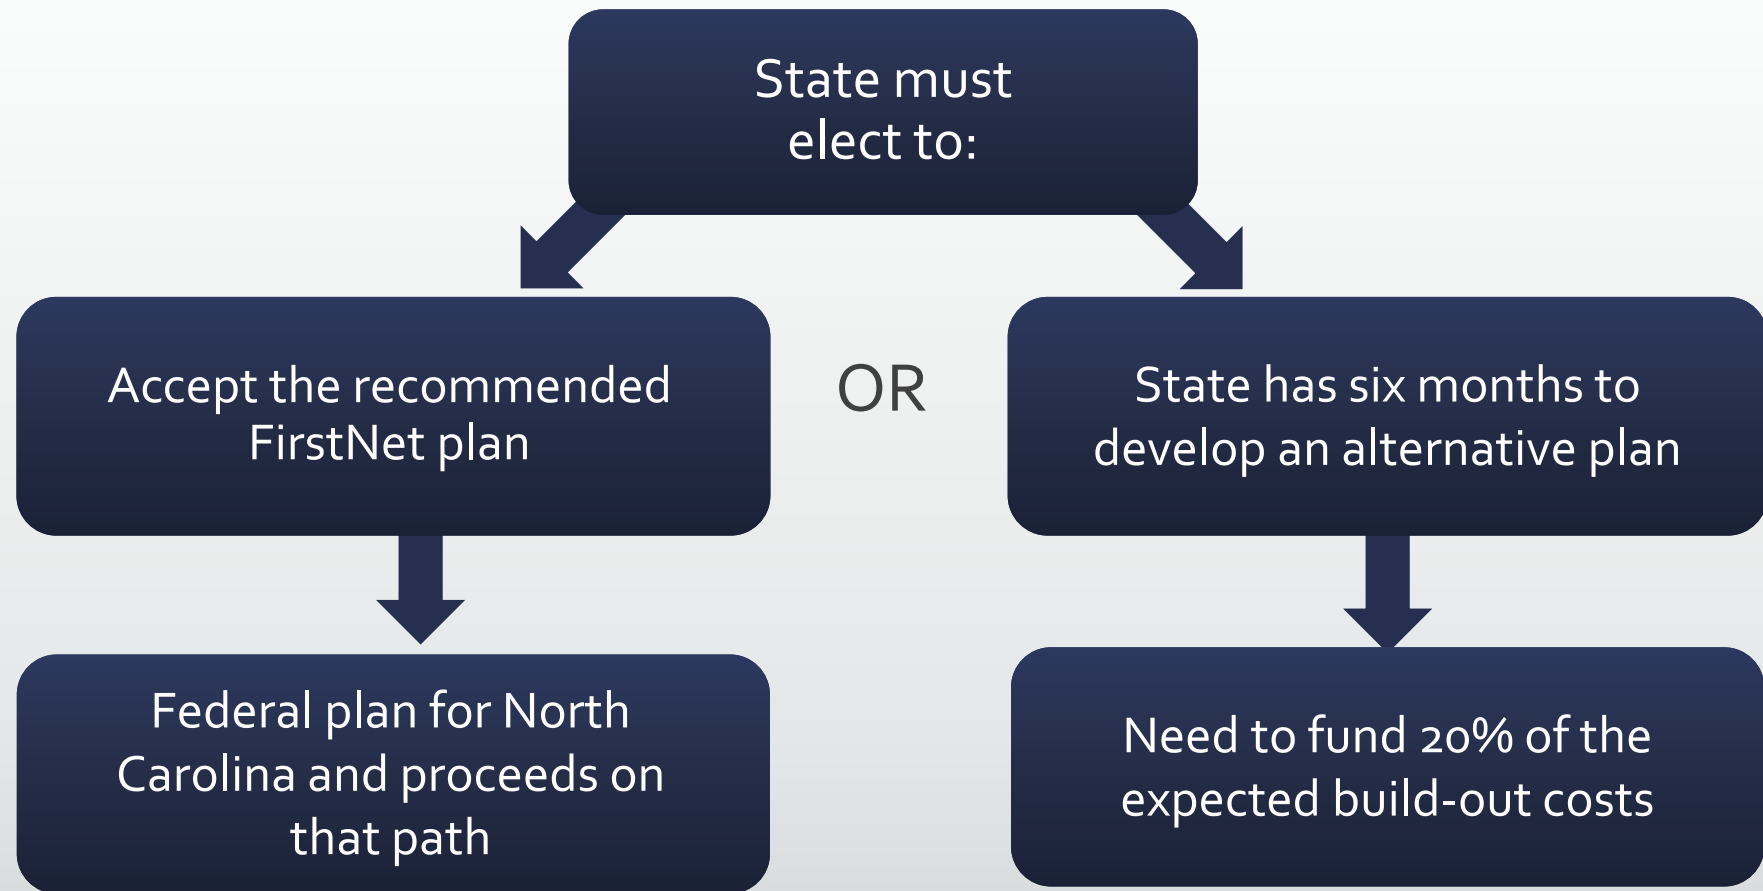 State must
elect to:
Accept the recommended
FirstNet plan
OR
State has six months to
develop an alternative plan
Federal plan for North
Carolina and proceeds on
that path
Need to fund 20% of the
expected build-out costs